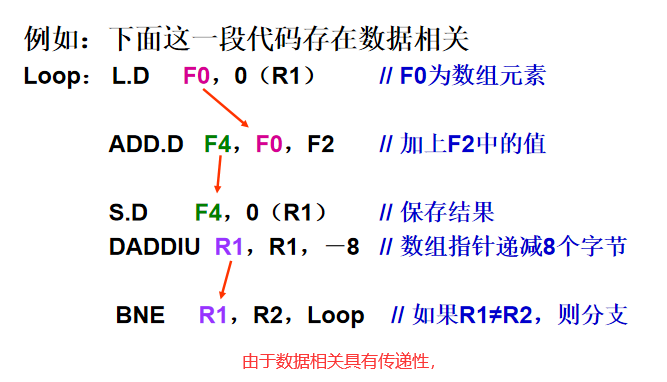 例如：下面这一段代码存在数据相关
Loop： L.D F0，0（R1） // F0为数组元素
ADD.D F4，F0，F2 // 加上F2中的值
S.D F4，0（R1） // 保存结果
DADDIU R1，R1，－8 // 数组指针递减8个字节
BNE R1，R2，Loop // 如果R1≠R2，则分支
由于数据相关具有传递性，